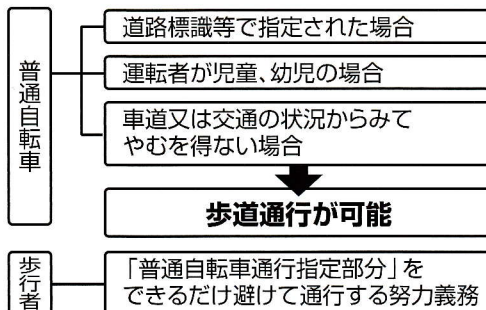 普通自転車
道路標識等で指定された場合
運転者が児童、幼児の場合
車道又は交通の状況からみて
やむを得ない場合
歩道通行が可能
歩行者
「普通自転車通行指定部分」を
できるだけ避けて通行する努力義務